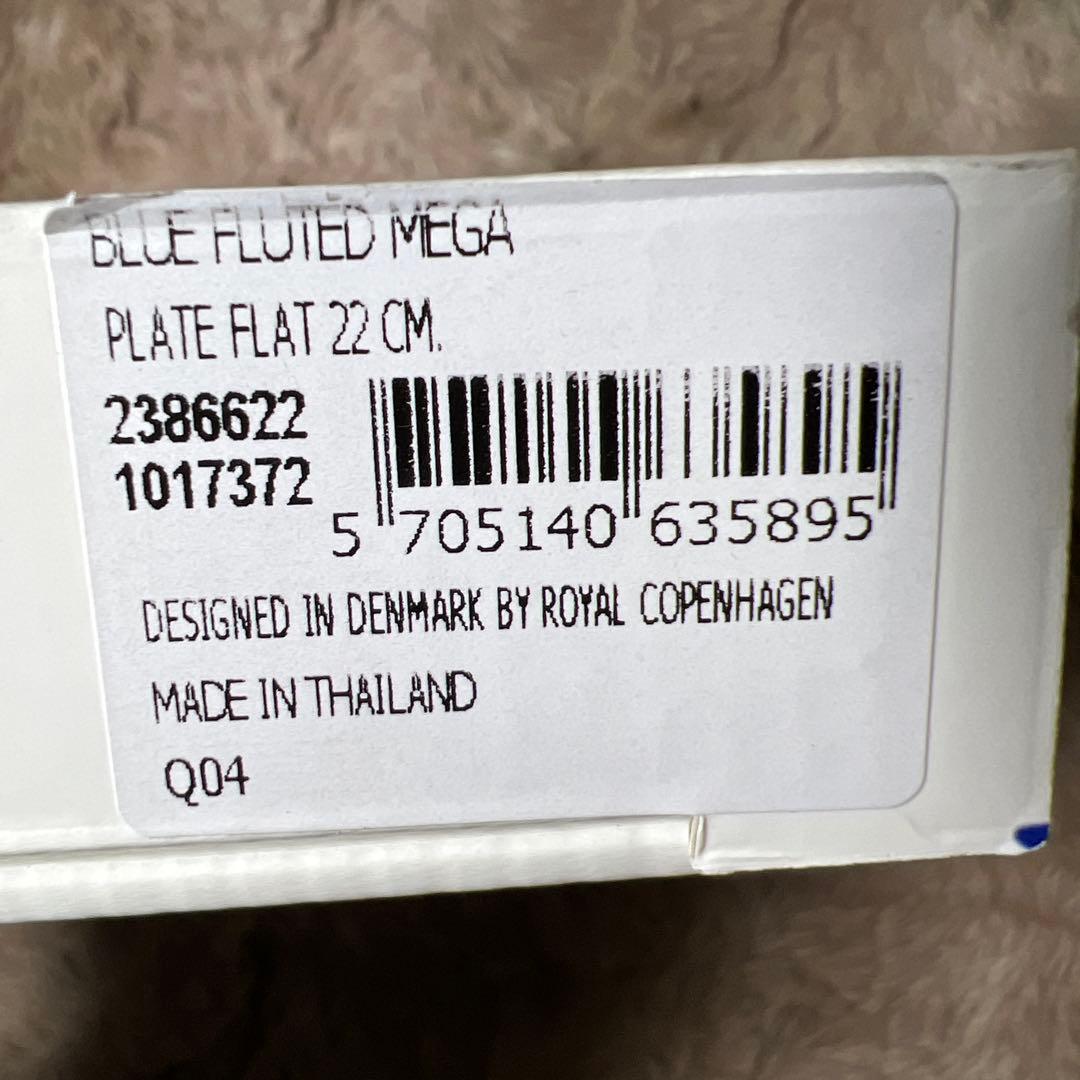 BLUE FLUTED MEGA
PLATE FLAT 22 CM.
2386622
1017372
5 705140 635895
DESIGNED IN DENMARK BY ROYAL COPENHAGEN
MADE IN THAILAND
Q04